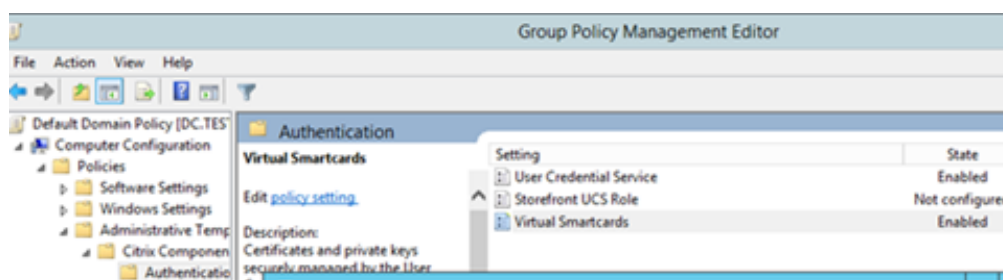 Group Policy Management Editor
File Action View Help
Default Domain Policy [DC.TES
Computer Configuration
Policies
Software Settings
Windows Settings
Administrative Temp
Citrix Componen
Authenticatio
Authentication
Virtual Smartcards
Edit policy setting
Description:
Certificates and private keys
securely managed by the User
Setting State
User Credential Service Enabled
Storefront UCS Role Not configure
Virtual Smartcards Enabled